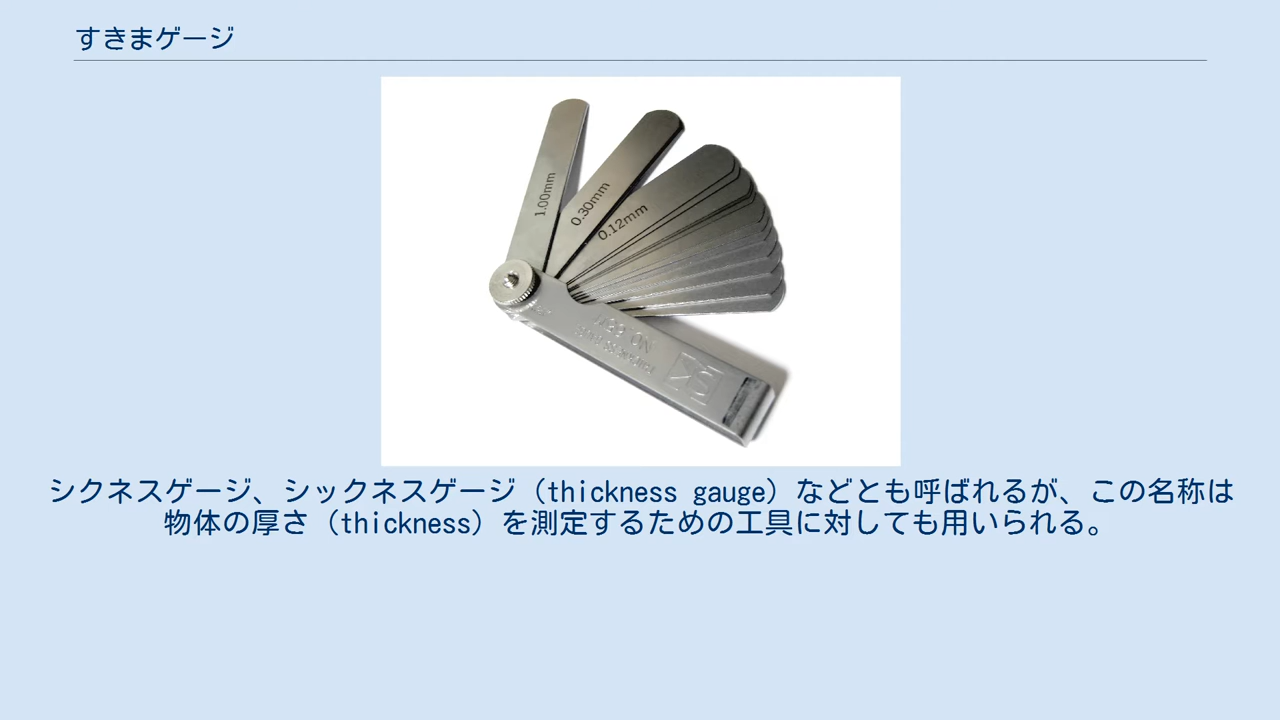 すきまゲージ
1.00mm
0.30mm
0.12mm
シクネスゲージ、シックネスゲージ（thickness gauge）などとも呼ばれるが、この名称は
物体の厚さ（thickness）を測定するための工具に対しても用いられる。